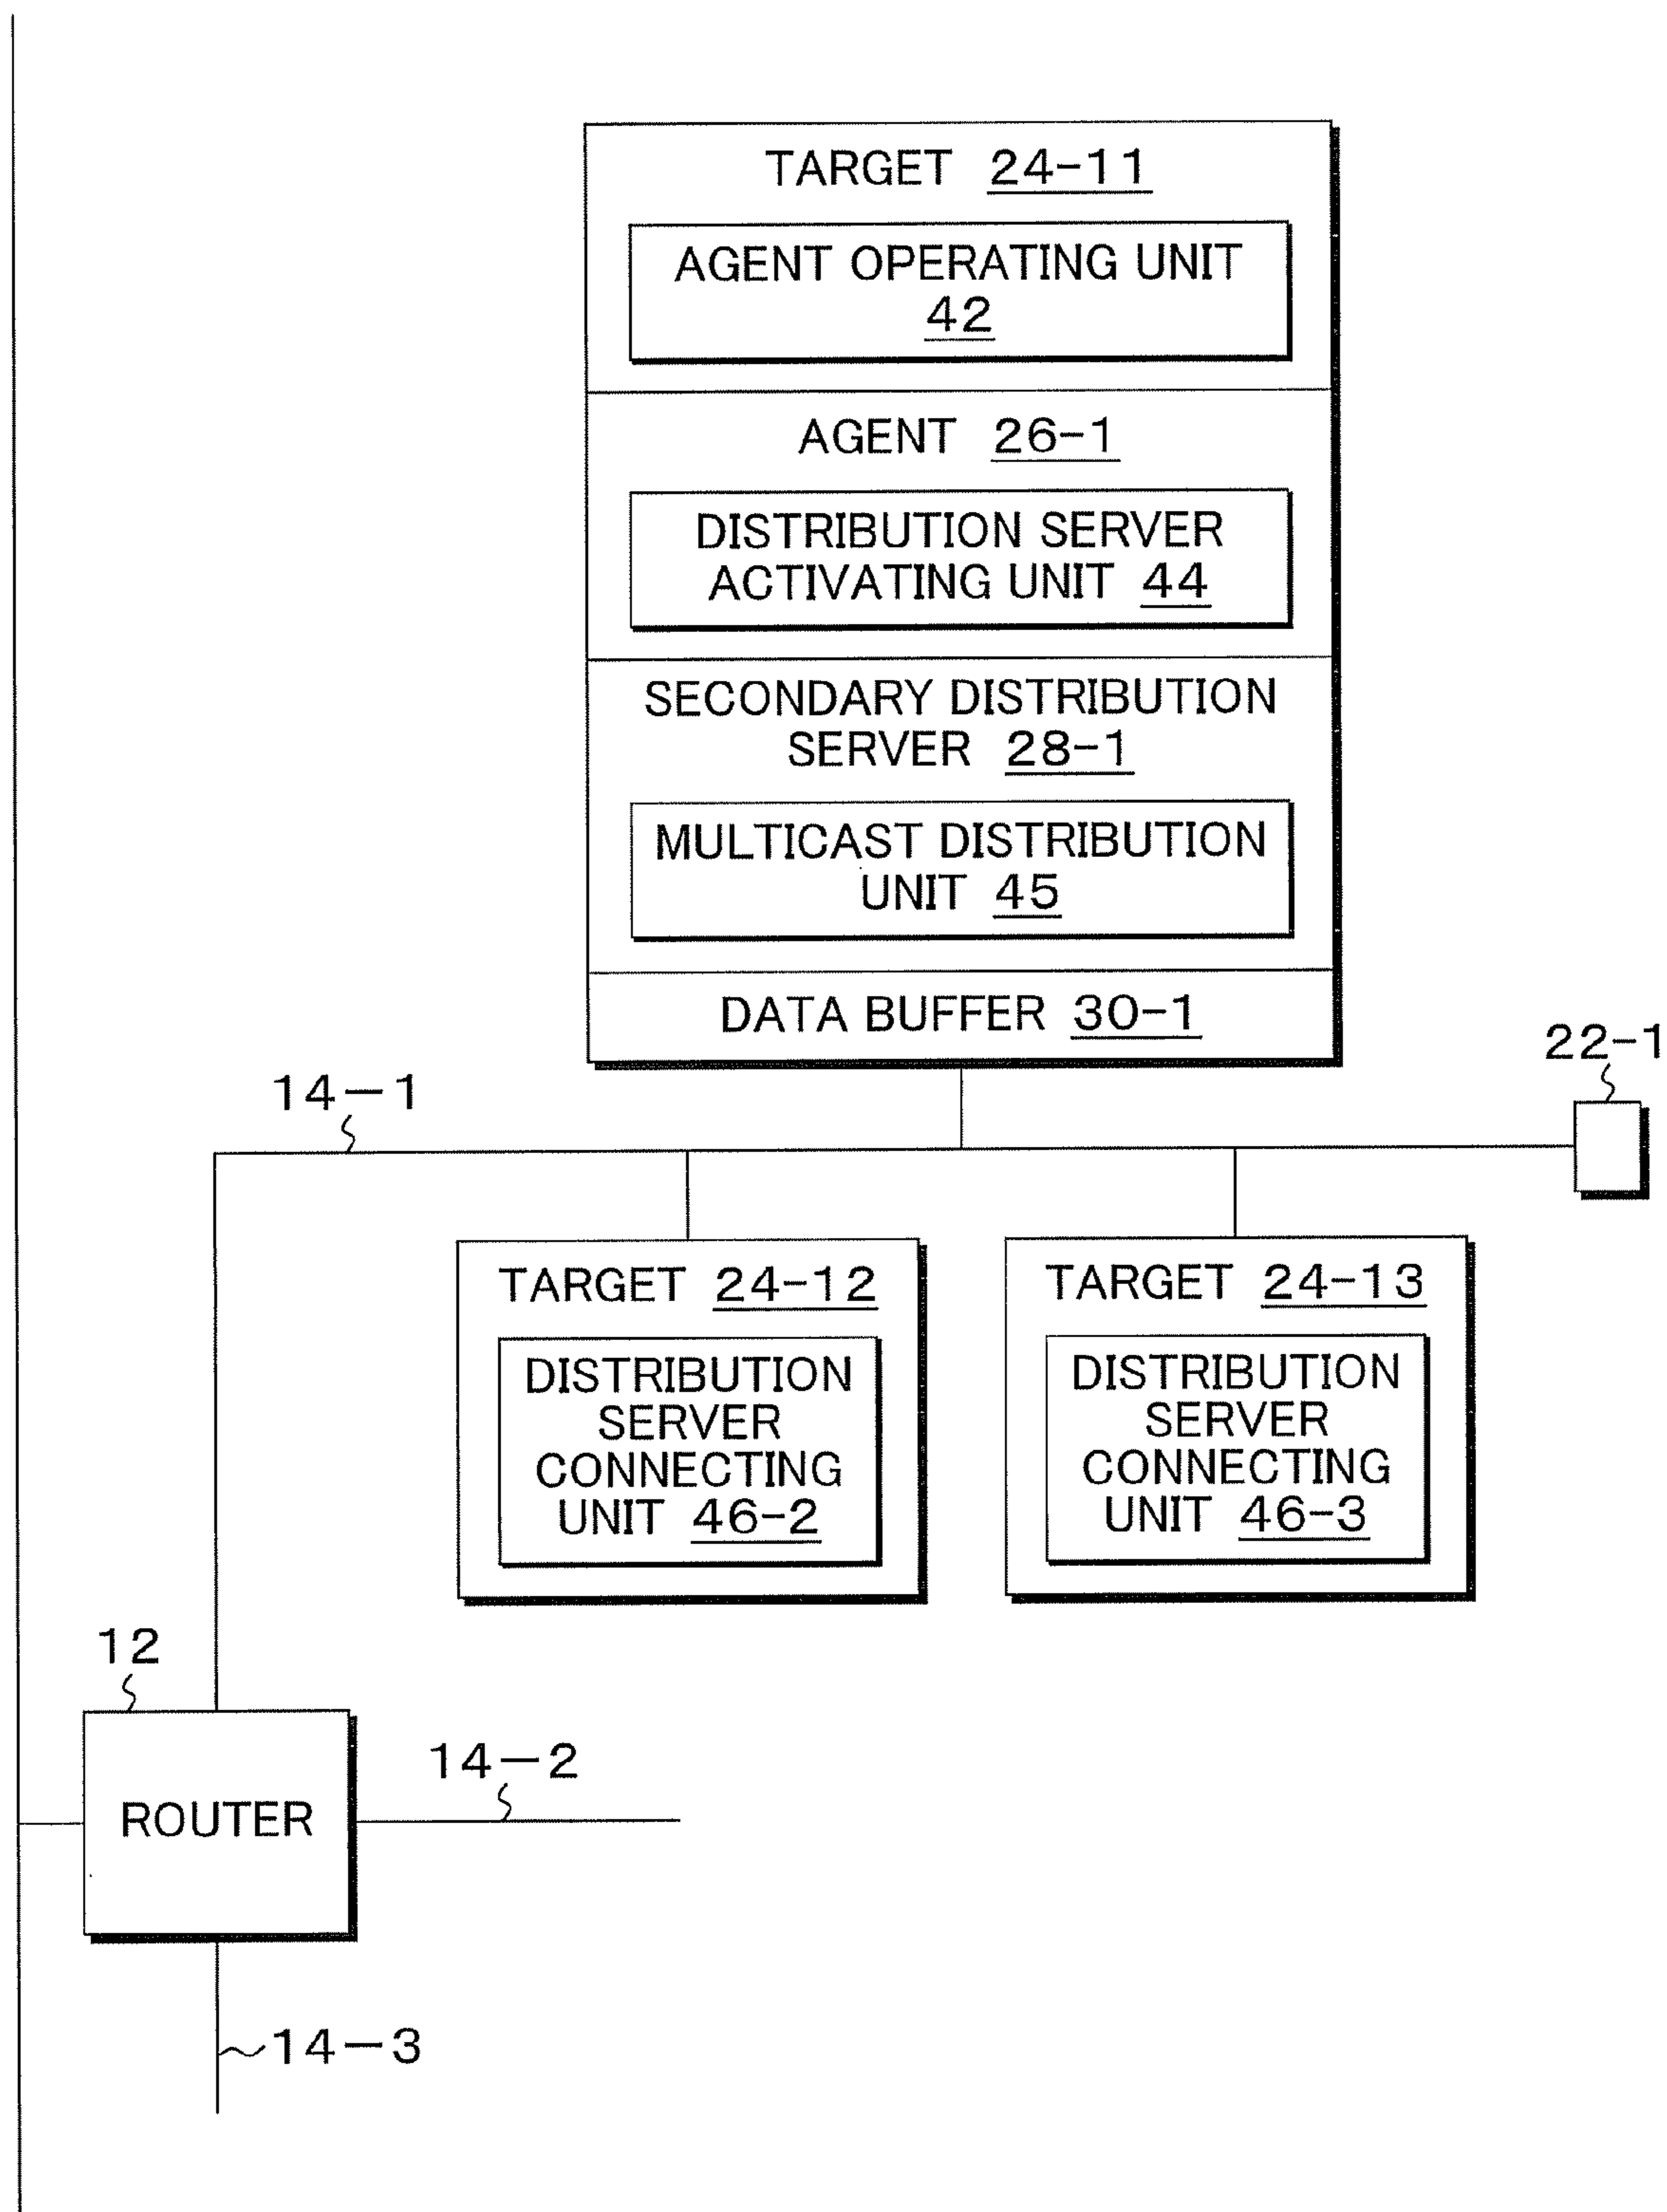 TARGET 24-11
AGENT OPERATING UNIT
42
AGENT 26-1
DISTRIBUTION SERVER
ACTIVATING UNIT 44
SECONDARY DISTRIBUTION
SERVER 28-1
MULTICAST DISTRIBUTION
UNIT 45
DATA BUFFER 30-1
22-1
14-1
TARGET 24-12
DISTRIBUTION
SERVER
CONNECTING
UNIT 46-2
TARGET 24-13
DISTRIBUTION
SERVER
CONNECTING
UNIT 46-3
12
ROUTER
14-2
14-3